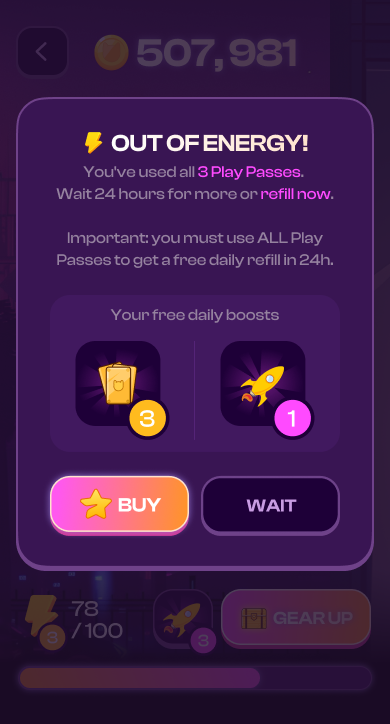 507,981
OUT OF ENERGY!
You've used all 3 Play Passes.
Wait 24 hours for more or refill now.
Important: you must use ALL Play
Passes to get a free daily refill in 24h.
Your free daily boosts
3
1
BUY
WAIT
78
/ 100
3
3
GEAR UP